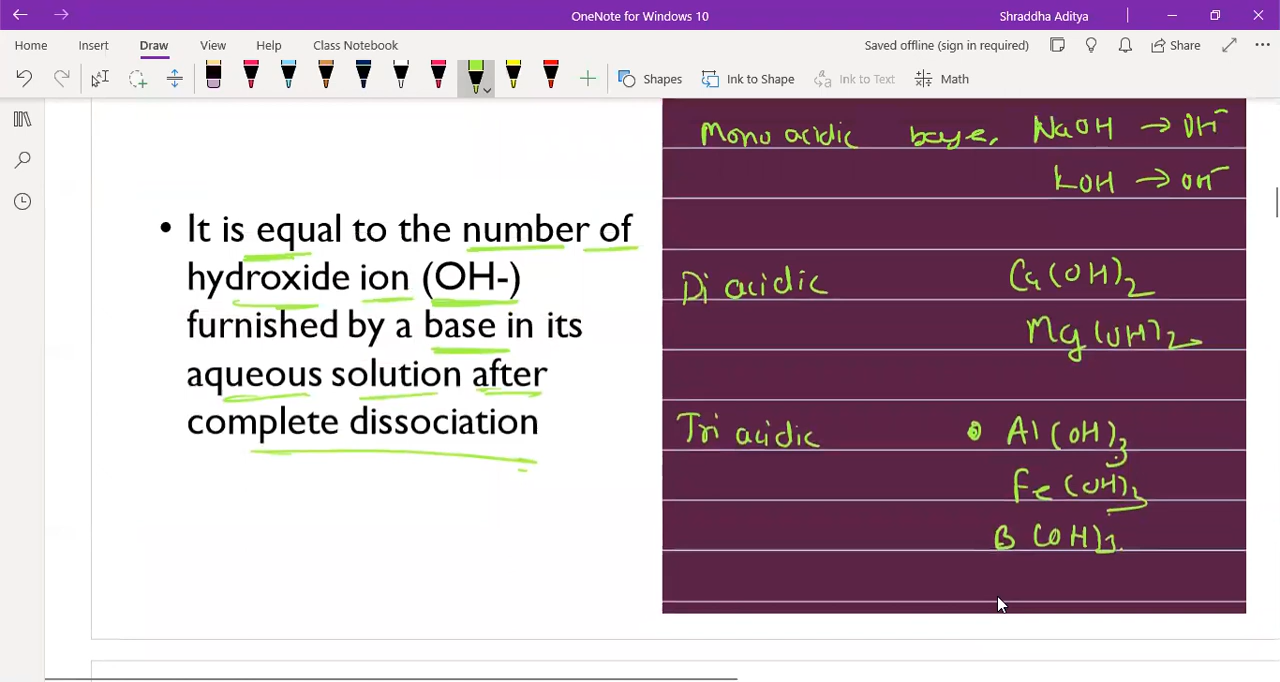 OneNote for Windows 10
Shraddha Aditya
Home Insert Draw View Help Class Notebook
Saved offline (sign in required)
Share
Shapes
Ink to Shape
Ink to Text
Math
• It is equal to the number of
hydroxide ion (OH-)
furnished by a base in its
aqueous solution after
complete dissociation
Mono acidic base, NaOH → OH⁻
KOH → OH⁻
Di acidic Ca(OH)2
Mg(OH)2
Tri acidic Al(OH)3
Fe(OH)3
B(OH)3.